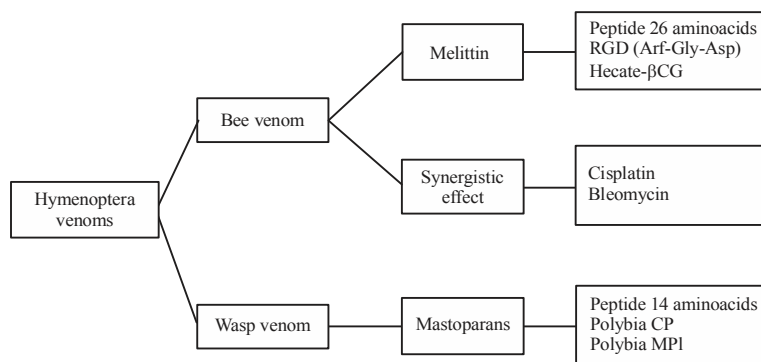 Peptide 26 aminoacids
RGD (Arf-Gly-Asp)
Hecate-βCG
Melittin
Bee venom
Synergistic
effect
Cisplatin
Bleomycin
Hymenoptera
venoms
Wasp venom
Mastoparans
Peptide 14 aminoacids
Polybia CP
Polybia MPl